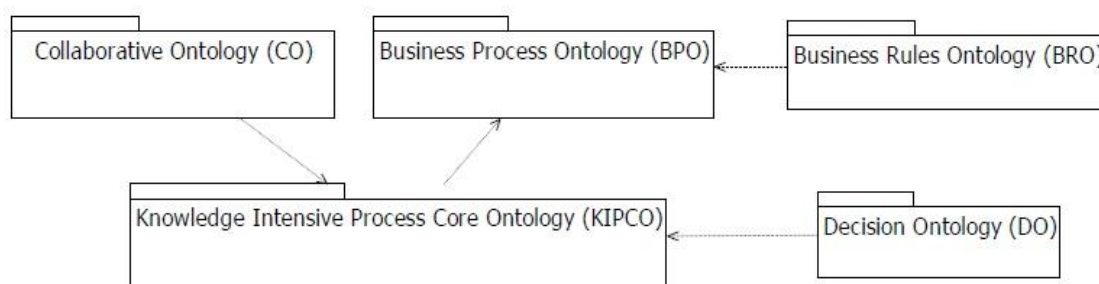 Collaborative Ontology (CO)
Business Process Ontology (BPO)
Business Rules Ontology (BRO)
Knowledge Intensive Process Core Ontology (KIPCO)
Decision Ontology (DO)